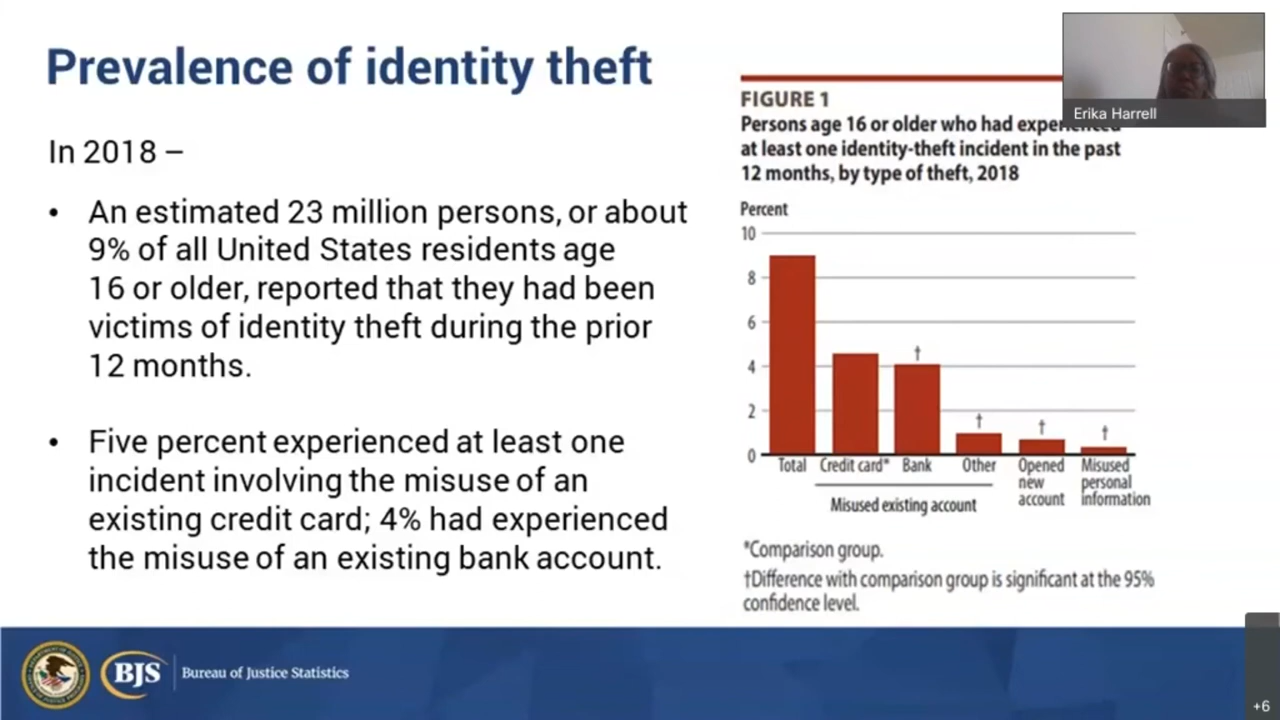 Prevalence of identity theft
In 2018 –
• An estimated 23 million persons, or about
9% of all United States residents age
16 or older, reported that they had been
victims of identity theft during the prior
12 months.
• Five percent experienced at least one
incident involving the misuse of an
existing credit card; 4% had experienced
the misuse of an existing bank account.
Erika Harrell
FIGURE 1
Persons age 16 or older who had experienced
at least one identity-theft incident in the past
12 months, by type of theft, 2018
Percent
10
8
6
4
2
0
†
†
†
†
Total Credit card* Bank Other Opened new account Misused personal information
Misused existing account
*Comparison group.
†Difference with comparison group is significant at the 95%
confidence level.
BJS Bureau of Justice Statistics
+6